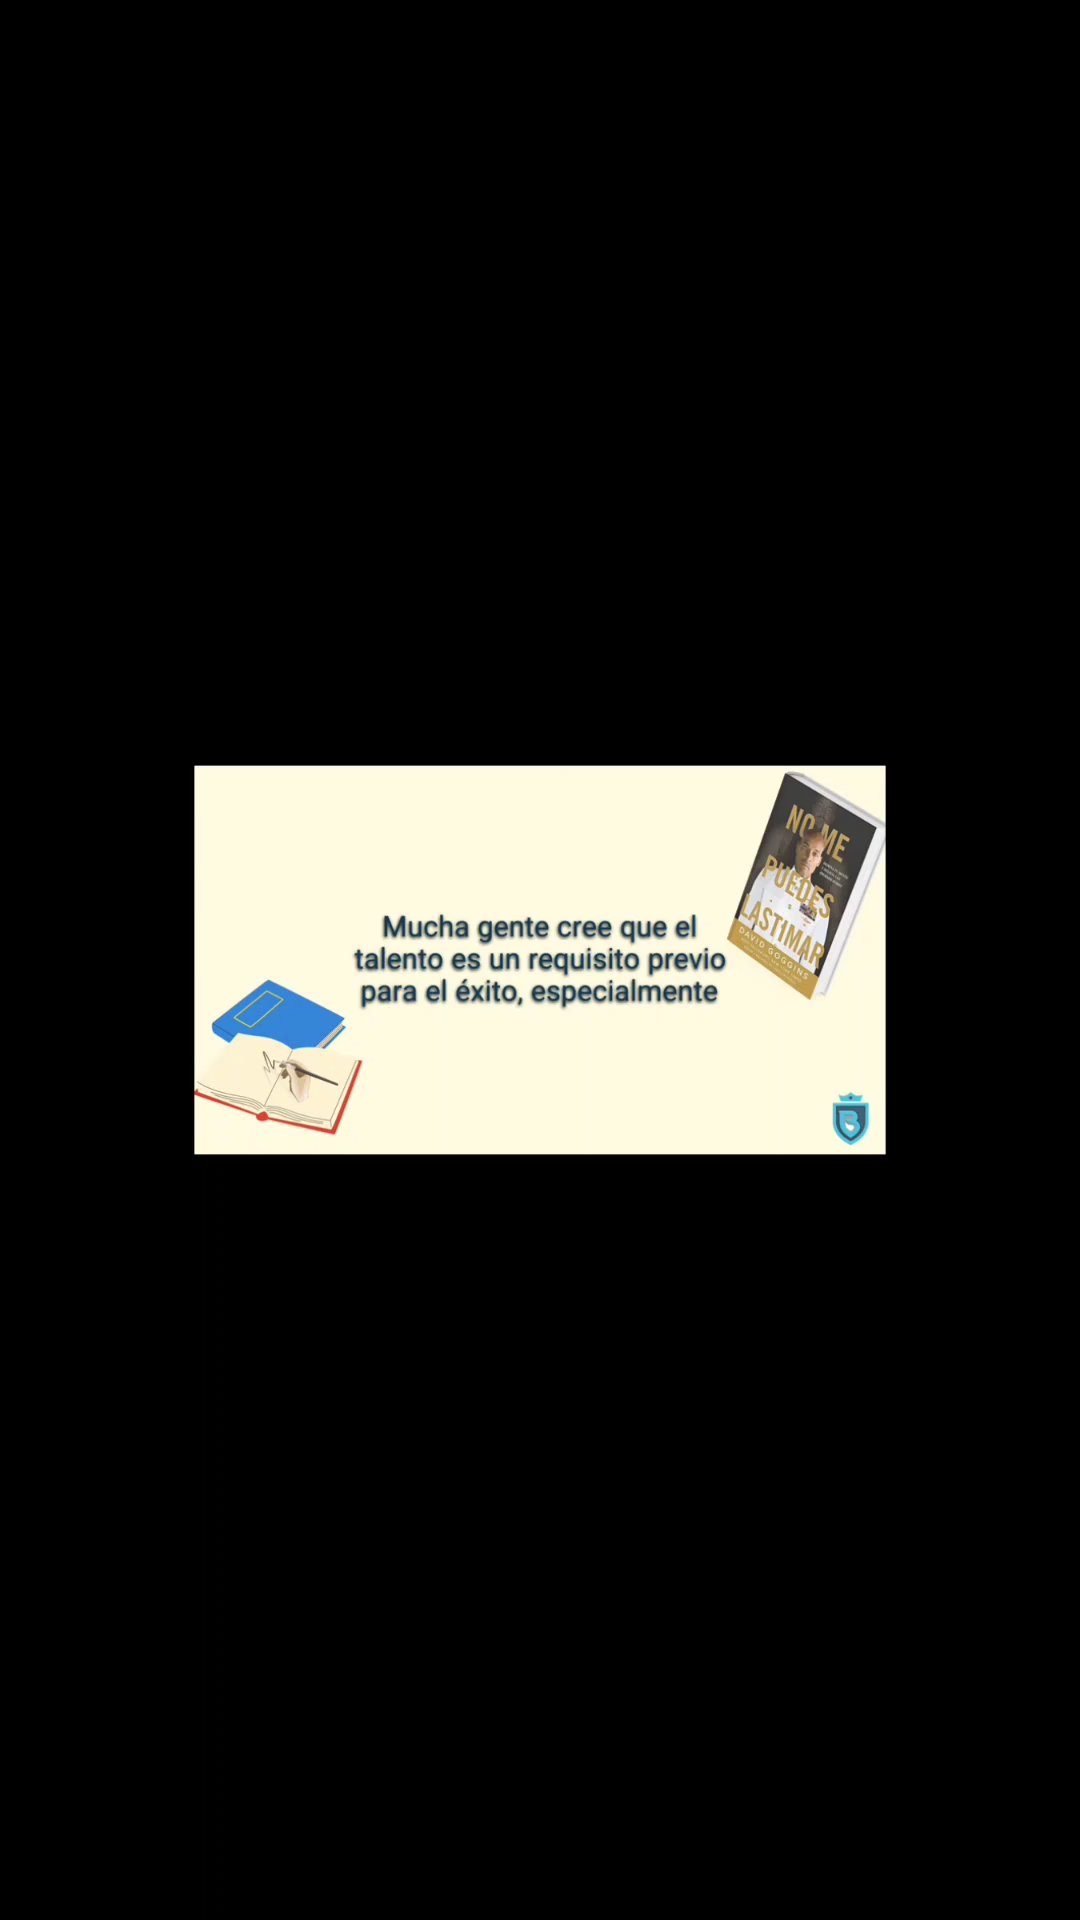 NO ME
PUEDES
LASTIMAR
DAVID GOGGINS
Mucha gente cree que el
talento es un requisito previo
para el éxito, especialmente
B